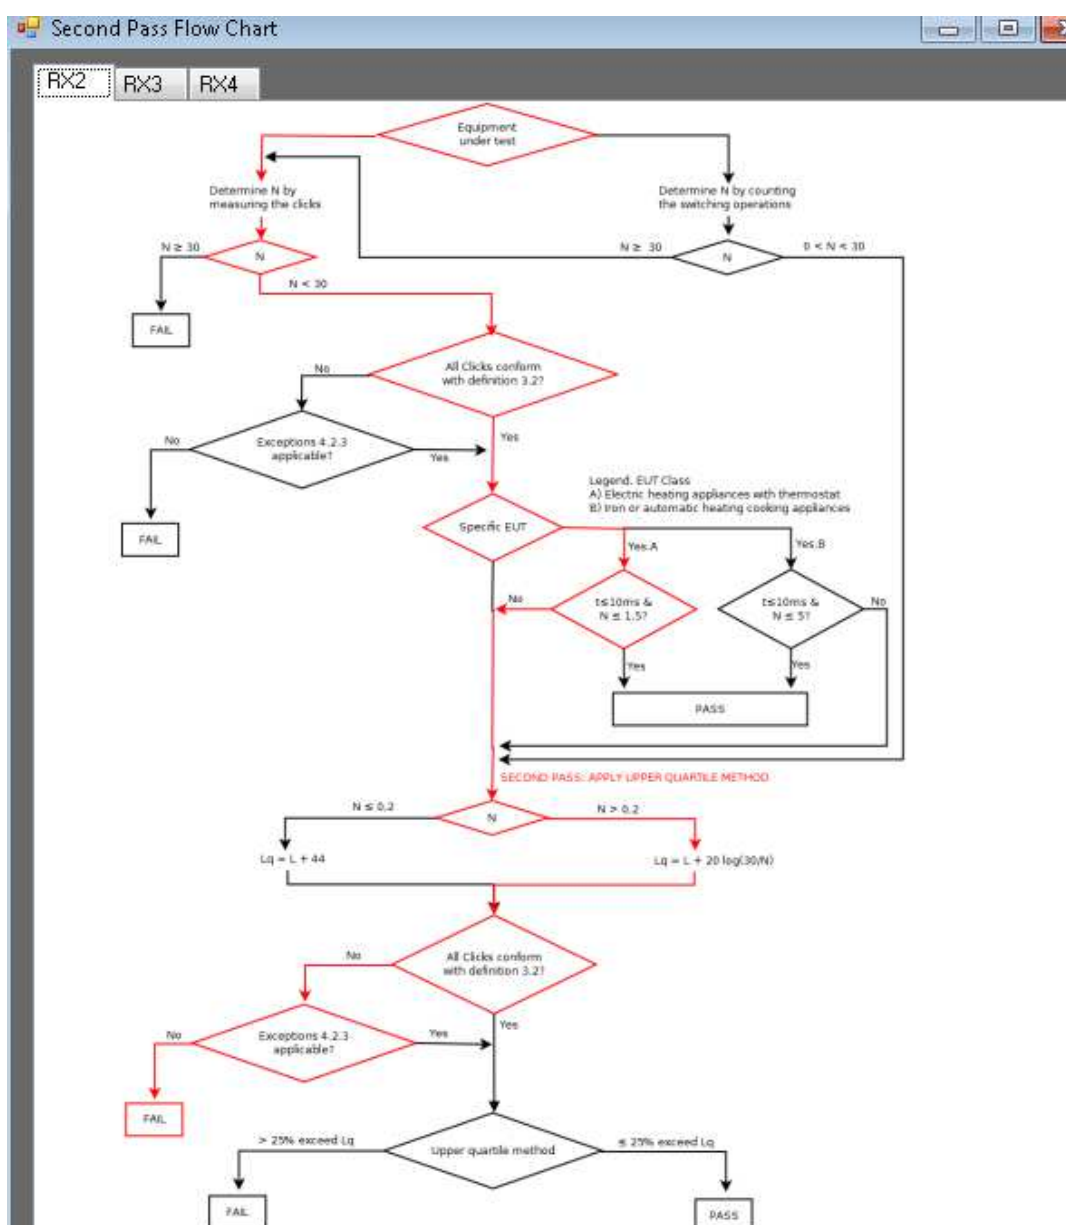 Second Pass Flow Chart
RX2
RX3
RX4
Equipment
under test
Determine N by
measuring the clicks
Determine N by counting
the switching operations
N ≥ 30
N
N ≥ 30
N
0 < N < 30
N < 30
FAIL
All Clicks conform
with definition 3.2?
No
Yes
No
Exceptions 4.2.3
applicable?
Yes
FAIL
Legend. EUT Class
A) Electric heating appliances with thermostat
B) Iron or automatic heating cooking appliances
Specific EUT
Yes.A
Yes.B
No
t≤10ms &
N ≤ 1.5?
t≤10ms &
N ≤ 5?
No
Yes
Yes
PASS
SECOND PASS: APPLY UPPER QUARTILE METHOD
N ≤ 0,2
N
N > 0,2
Lq = L + 44
Lq = L + 20 log(30/N)
No
All Clicks conform
with definition 3.2?
Yes
No
Exceptions 4.2.3
applicable?
Yes
FAIL
> 25% exceed Lq
Upper quartile method
≤ 25% exceed Lq
FAIL
PASS